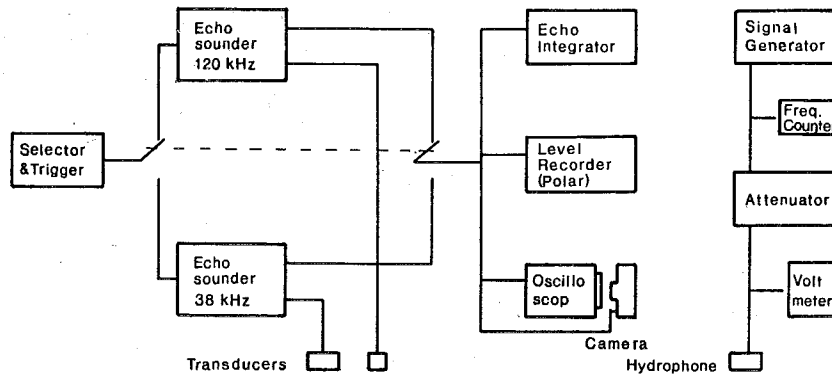 Echo
sounder
120 kHz
Echo
Integrator
Signal
Generator
Freq.
Counte
Selector
&Trigger
Level
Recorder
(Polar)
Attenuator
Echo
sounder
38 kHz
Oscillo
scop
Volt
meter
Camera
Transducers
Hydrophone